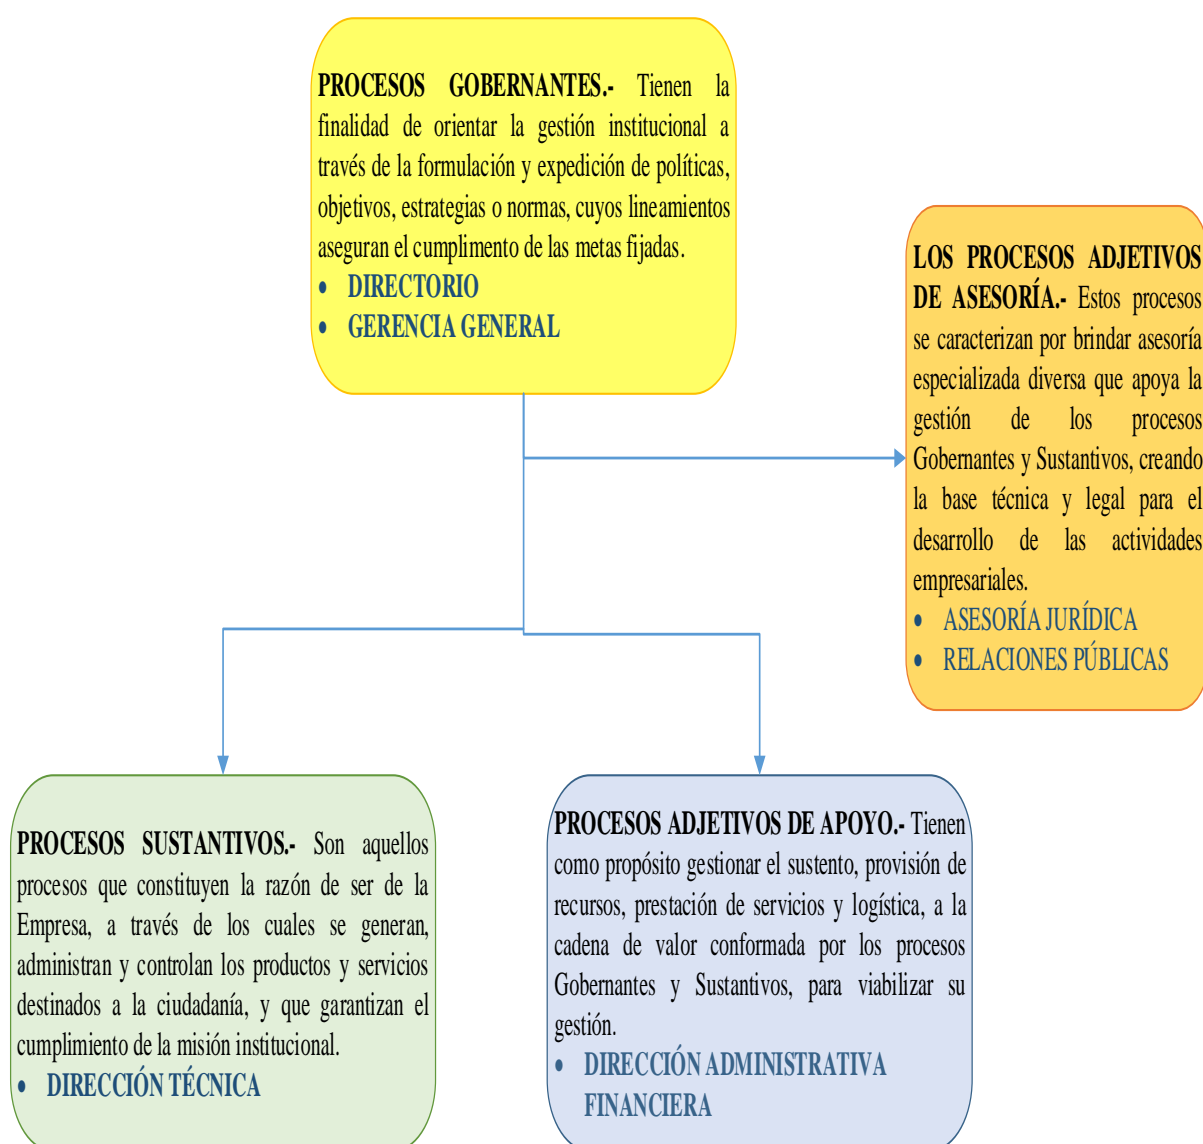 PROCESOS GOBERNANTES.- Tienen la
finalidad de orientar la gestión institucional a
través de la formulación y expedición de políticas,
objetivos, estrategias o normas, cuyos lineamientos
aseguran el cumplimento de las metas fijadas.
• DIRECTORIO
• GERENCIA GENERAL
LOS PROCESOS ADJETIVOS
DE ASESORÍA.- Estos procesos
se caracterizan por brindar asesoría
especializada diversa que apoya la
gestión de los procesos
Gobernantes y Sustantivos, creando
la base técnica y legal para el
desarrollo de las actividades
empresariales.
• ASESORÍA JURÍDICA
• RELACIONES PÚBLICAS
PROCESOS SUSTANTIVOS.- Son aquellos
procesos que constituyen la razón de ser de la
Empresa, a través de los cuales se generan,
administran y controlan los productos y servicios
destinados a la ciudadanía, y que garantizan el
cumplimiento de la misión institucional.
• DIRECCIÓN TÉCNICA
PROCESOS ADJETIVOS DE APOYO.- Tienen
como propósito gestionar el sustento, provisión de
recursos, prestación de servicios y logística, a la
cadena de valor conformada por los procesos
Gobernantes y Sustantivos, para viabilizar su
gestión.
• DIRECCIÓN ADMINISTRATIVA
FINANCIERA